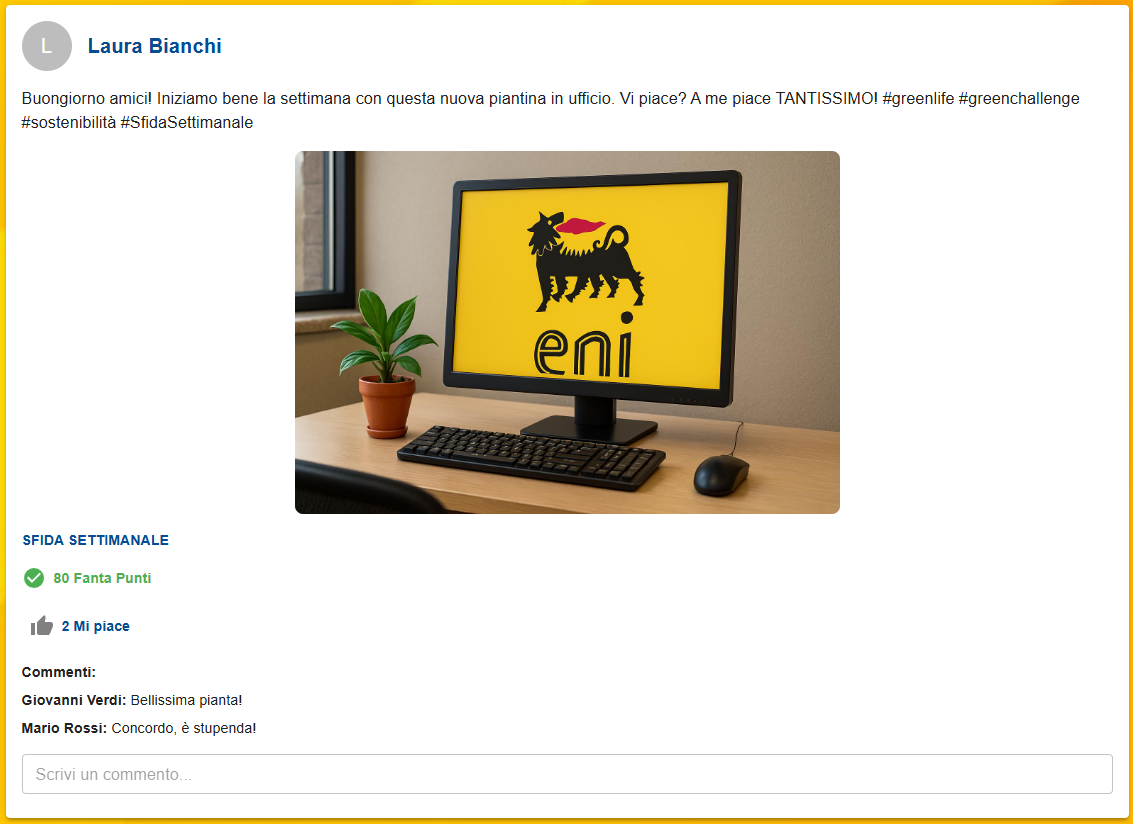 L
Laura Bianchi
Buongiorno amici! Iniziamo bene la settimana con questa nuova piantina in ufficio. Vi piace? A me piace TANTISSIMO! #greenlife #greenchallenge
#sostenibilità #SfidaSettimanale
eni
SFIDA SETTIMANALE
80 Fanta Punti
2 Mi piace
Commenti:
Giovanni Verdi: Bellissima pianta!
Mario Rossi: Concordo, è stupenda!
Scrivi un commento...